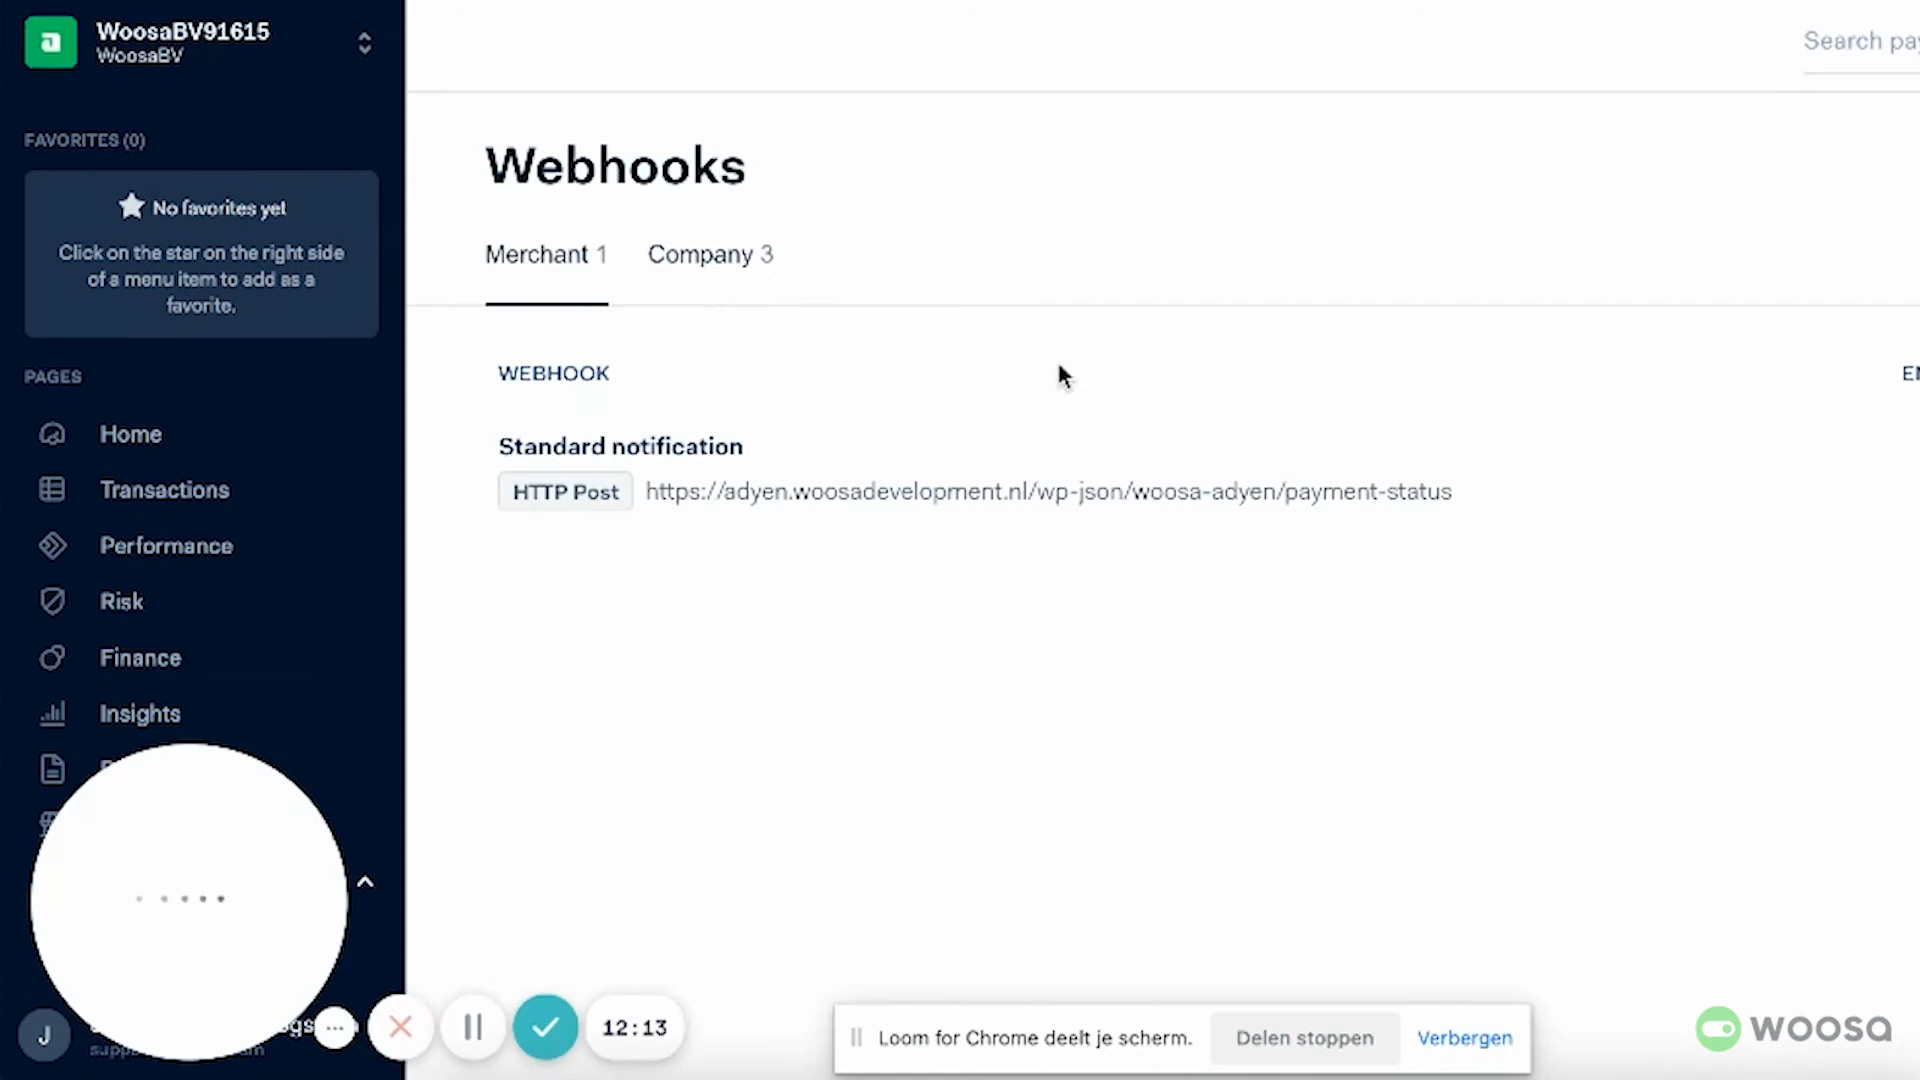 WoosaBV91615
WoosaBV
FAVORITES (0)
No favorites yet
Click on the star on the right side
of a menu item to add as a
favorite.
PAGES
Home
Transactions
Performance
Risk
Finance
Insights
J
12:13
Search
Webhooks
Merchant 1
Company 3
WEBHOOK
Standard notification
HTTP Post https://adyen.woosadevelopment.nl/wp-json/woosa-adyen/payment-status
Loom for Chrome deelt je scherm.
Delen stoppen
Verbergen
woosa